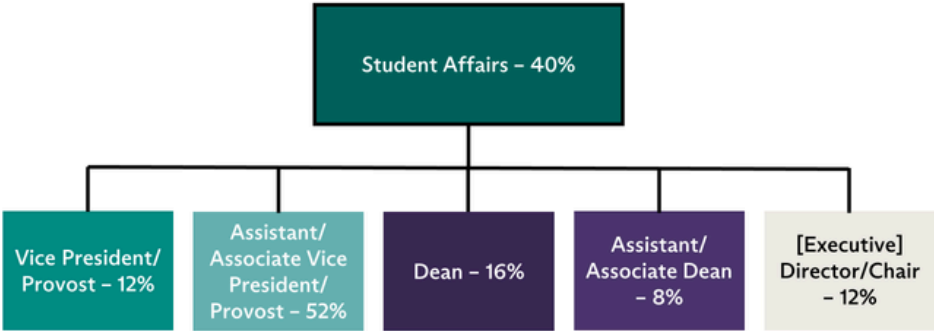 Student Affairs – 40%
Vice President/
Provost – 12%
Assistant/
Associate Vice
President/
Provost – 52%
Dean – 16%
Assistant/
Associate Dean
– 8%
[Executive]
Director/Chair
– 12%